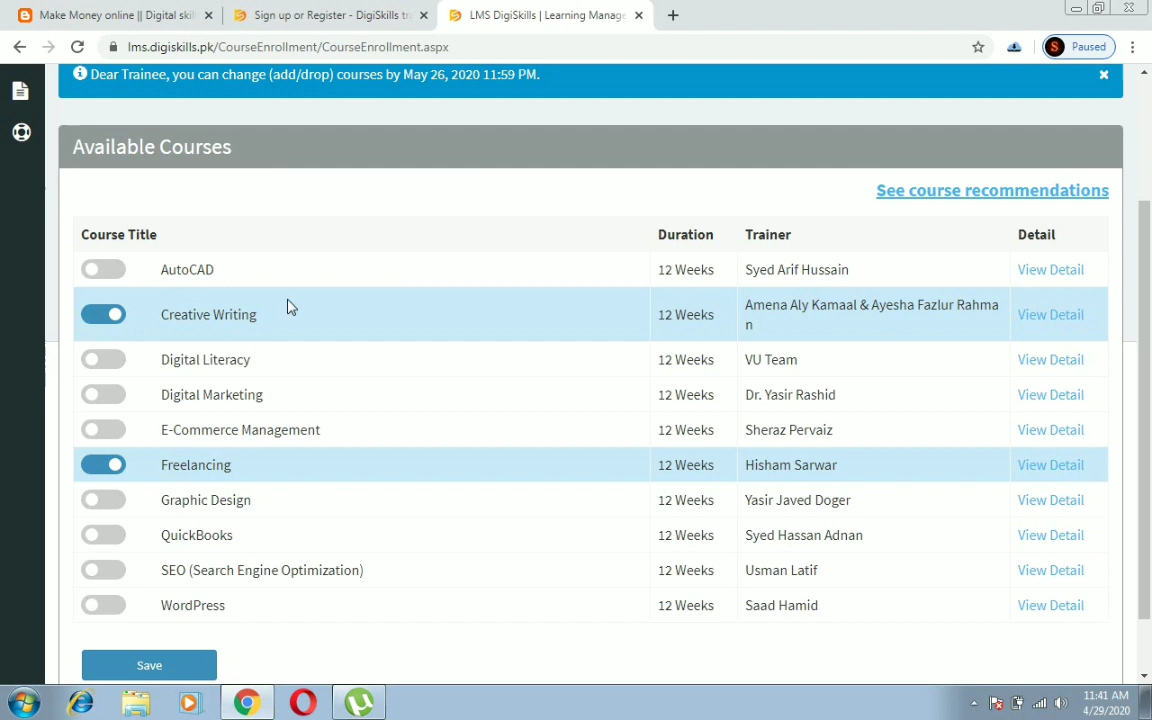 Make Money online || Digital skil
Sign up or Register - DigiSkills tra
LMS DigiSkills | Learning Manage
lms.digiskills.pk/CourseEnrollment/CourseEnrollment.aspx
S Paused
Dear Trainee, you can change (add/drop) courses by May 26, 2020 11:59 PM.
Available Courses
See course recommendations
Course Title Duration Trainer Detail
AutoCAD 12 Weeks Syed Arif Hussain View Detail
Creative Writing 12 Weeks Amena Aly Kamaal & Ayesha Fazlur Rahma View Detail
n
Digital Literacy 12 Weeks VU Team View Detail
Digital Marketing 12 Weeks Dr. Yasir Rashid View Detail
E-Commerce Management 12 Weeks Sheraz Pervaiz View Detail
Freelancing 12 Weeks Hisham Sarwar View Detail
Graphic Design 12 Weeks Yasir Javed Doger View Detail
QuickBooks 12 Weeks Syed Hassan Adnan View Detail
SEO (Search Engine Optimization) 12 Weeks Usman Latif View Detail
WordPress 12 Weeks Saad Hamid View Detail
Save
11:41 AM
4/29/2020